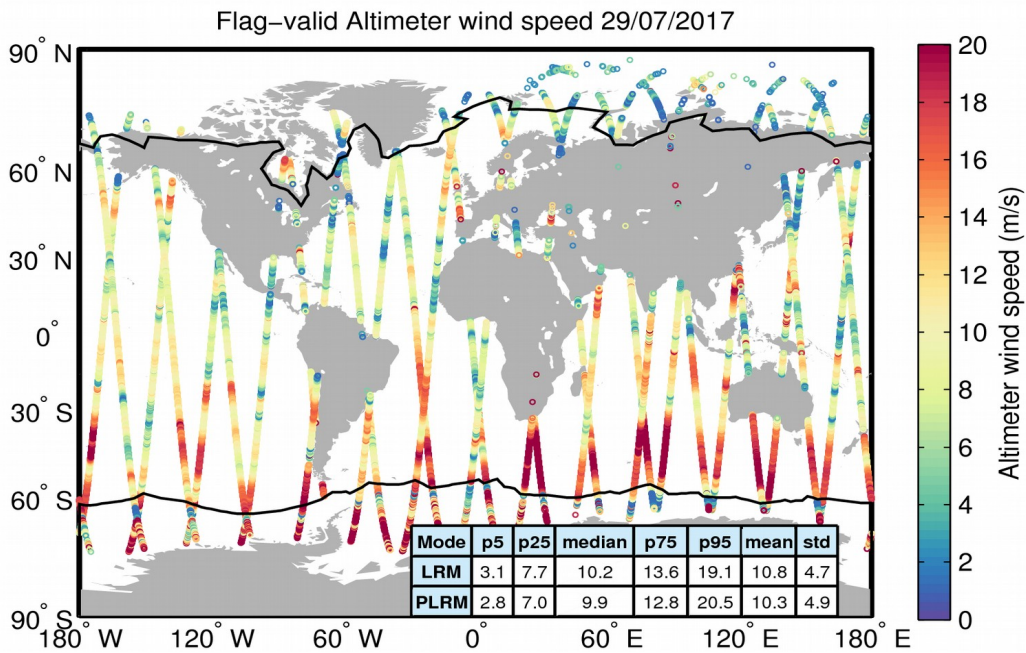 Flag−valid Altimeter wind speed 29/07/2017
90° N
60° N
30° N
0°
30° S
60° S
90° S
180° W
120° W
60° W
0°
60° E
120° E
180° E
Mode p5 p25 median p75 p95 mean std
LRM 3.1 7.7 10.2 13.6 19.1 10.8 4.7
PLRM 2.8 7.0 9.9 12.8 20.5 10.3 4.9
20
18
16
14
12
10
8
6
4
2
0
Altimeter wind speed (m/s)